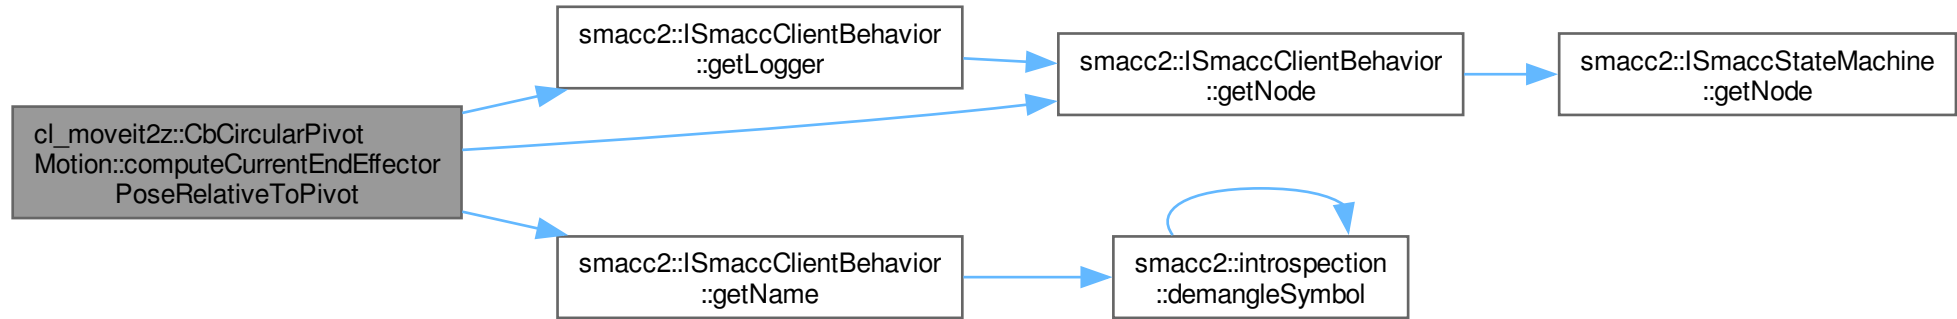 cl_moveit2z::CbCircularPivot
Motion::computeCurrentEndEffector
PoseRelativeToPivot
smacc2::ISmaccClientBehavior
::getLogger
smacc2::ISmaccClientBehavior
::getNode
smacc2::ISmaccStateMachine
::getNode
smacc2::ISmaccClientBehavior
::getName
smacc2::introspection
::demangleSymbol